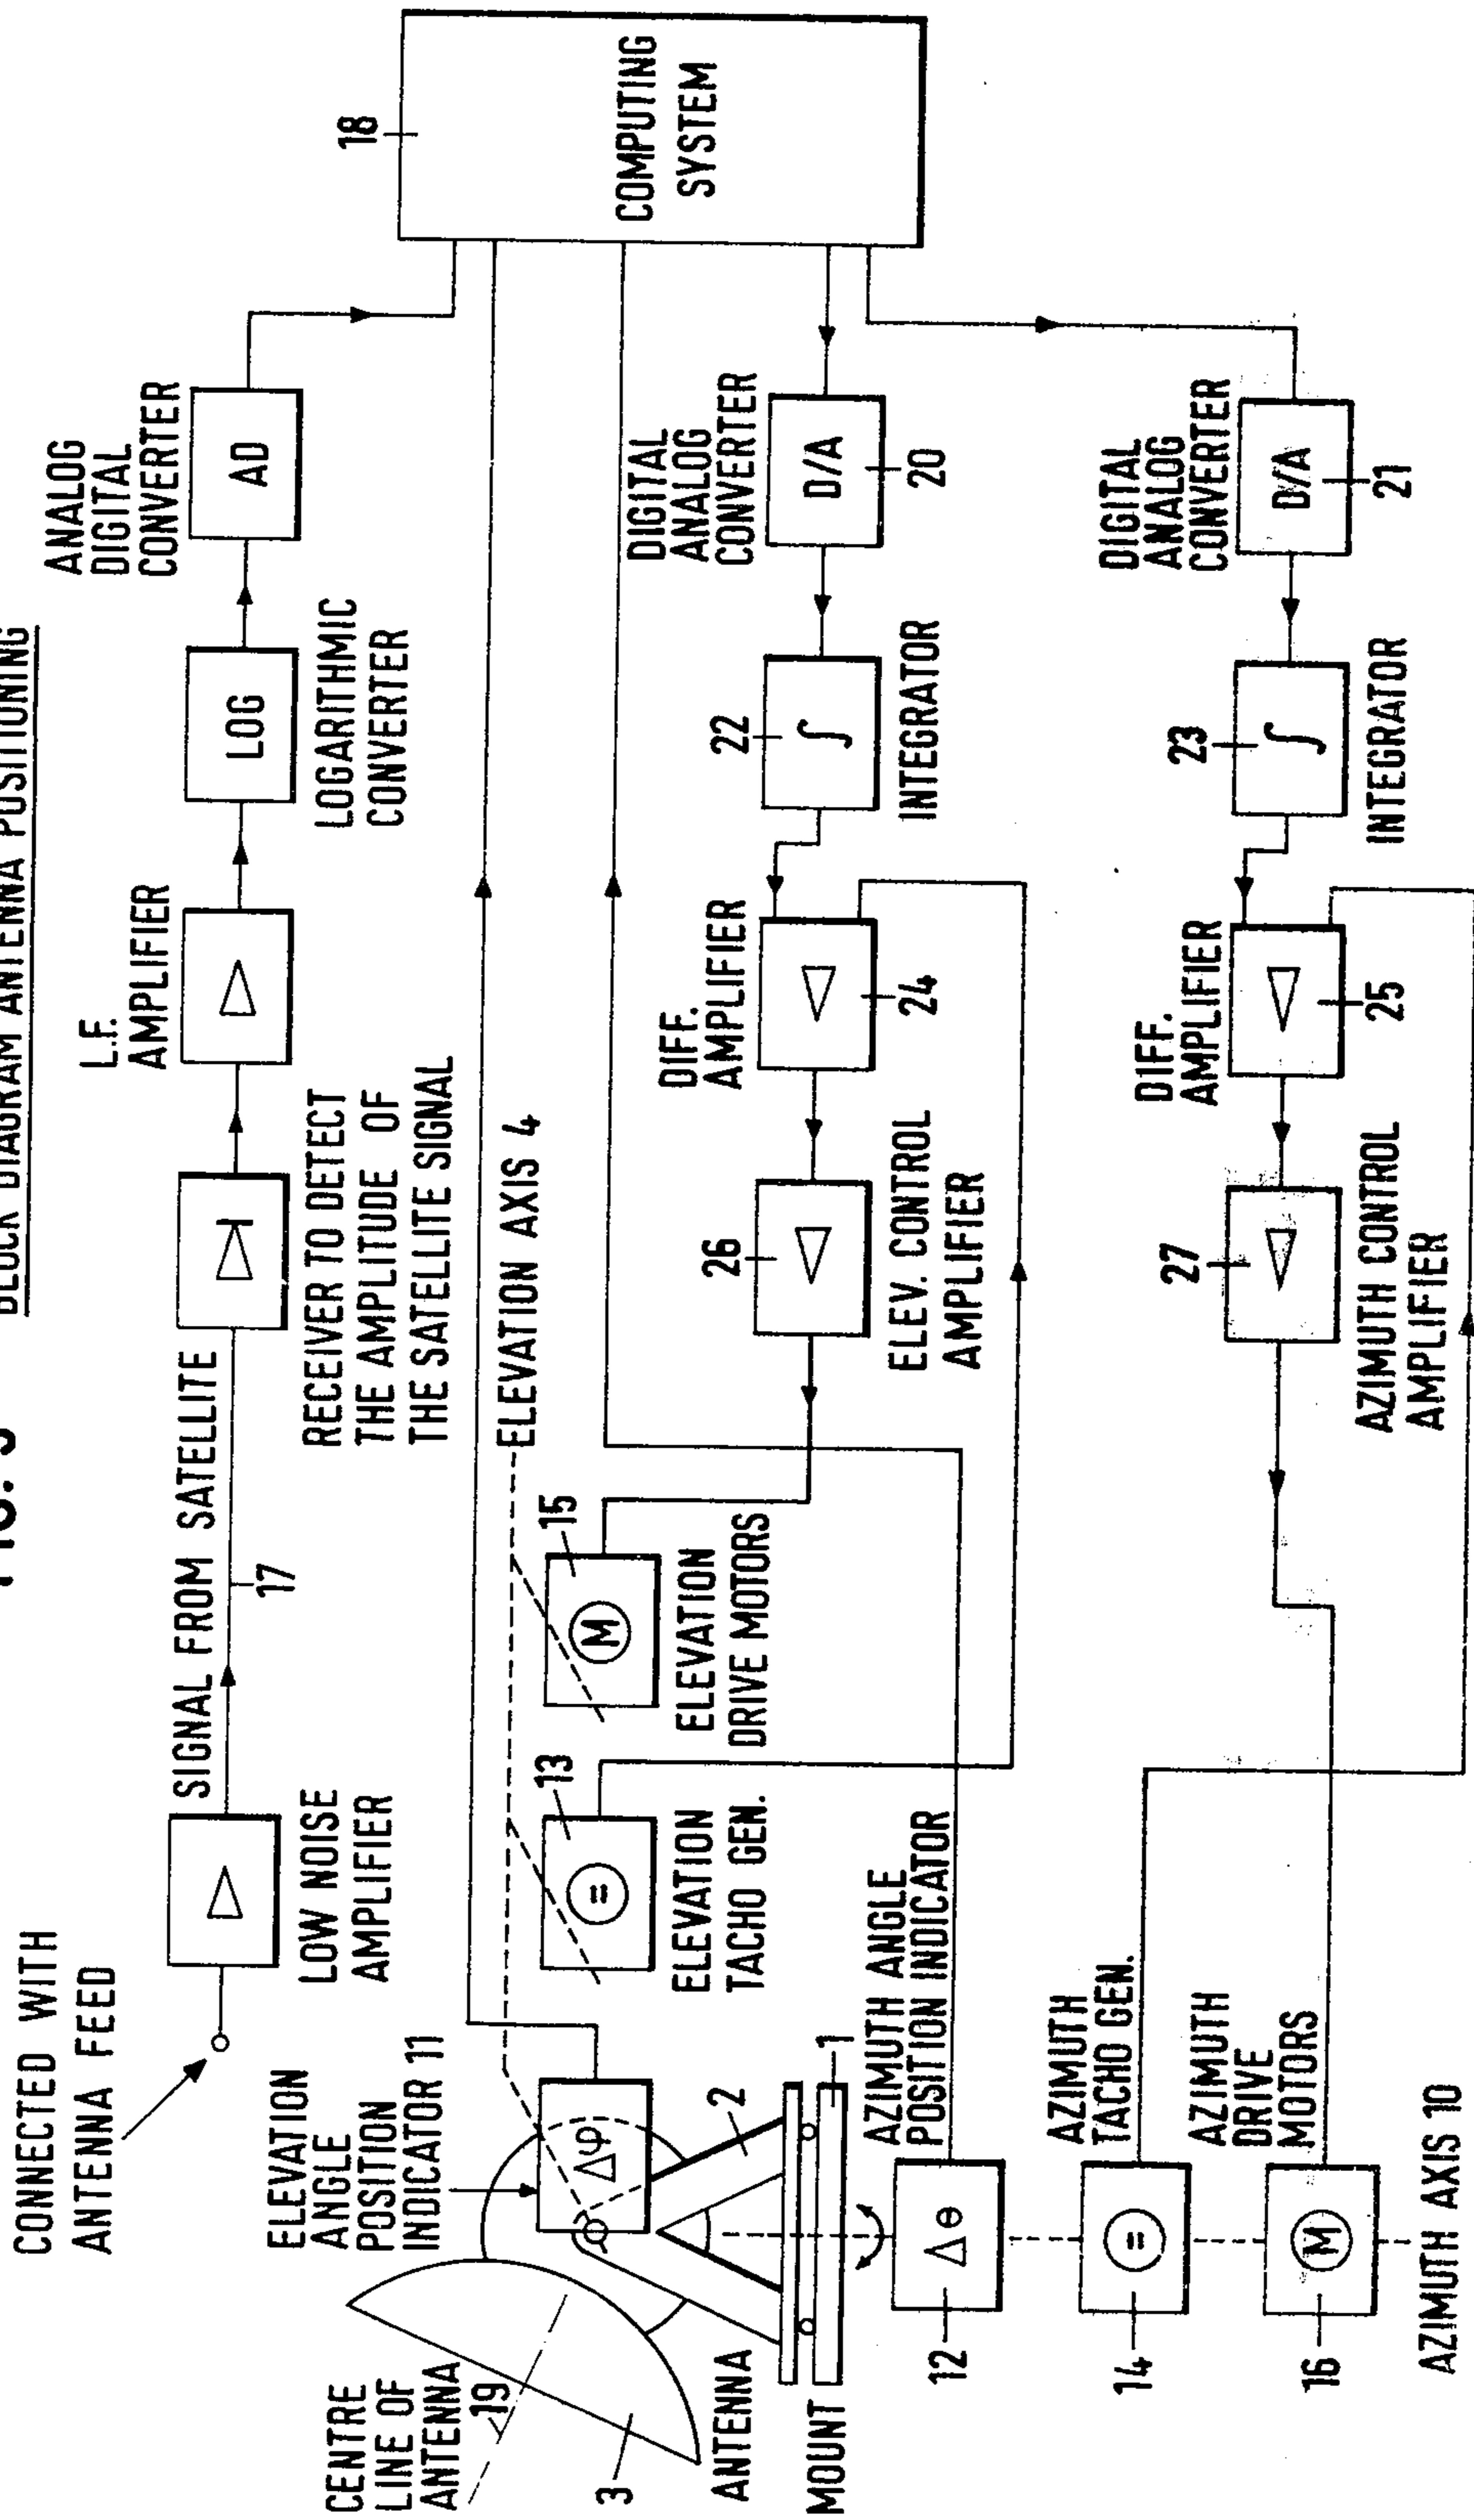 BLOCK DIAGRAM ANTENNA POSITIONING
CONNECTED WITH
ANTENNA FEED
LOW NOISE
AMPLIFIER
SIGNAL FROM SATELLITE
17
RECEIVER TO DETECT
THE AMPLITUDE OF
THE SATELLITE SIGNAL
L.F.
AMPLIFIER
LOG
LOGARITHMIC
CONVERTER
ANALOG
DIGITAL
CONVERTER
AD
18
COMPUTING
SYSTEM
CENTRE
LINE OF
ANTENNA
19
3
ANTENNA
MOUNT
ELEVATION
ANGLE
POSITION
INDICATOR 11
Δφ
2
1
ELEVATION AXIS 4
13
=
ELEVATION
TACHO GEN.
15
M
ELEVATION
DRIVE MOTORS
26
ELEV. CONTROL
AMPLIFIER
DIFF.
AMPLIFIER
24
22
∫
INTEGRATOR
DIGITAL
ANALOG
CONVERTER
D/A
20
AZIMUTH ANGLE
POSITION INDICATOR
Δθ
12
AZIMUTH
TACHO GEN.
=
14
AZIMUTH
DRIVE
MOTORS
M
16
AZIMUTH AXIS 10
27
AZIMUTH CONTROL
AMPLIFIER
DIFF.
AMPLIFIER
25
23
∫
INTEGRATOR
DIGITAL
ANALOG
CONVERTER
D/A
21